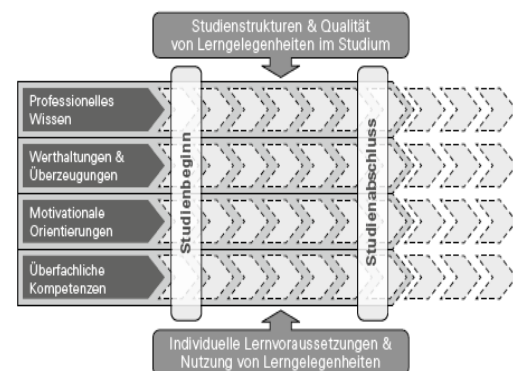 Studienstrukturen & Qualität
von Lerngelegenheiten im Studium
Professionelles
Wissen
Werthaltungen &
Überzeugungen
Motivationale
Orientierungen
Überfachliche
Kompetenzen
Studienbeginn
Studienabschluss
Individuelle Lernvoraussetzungen &
Nutzung von Lerngelegenheiten